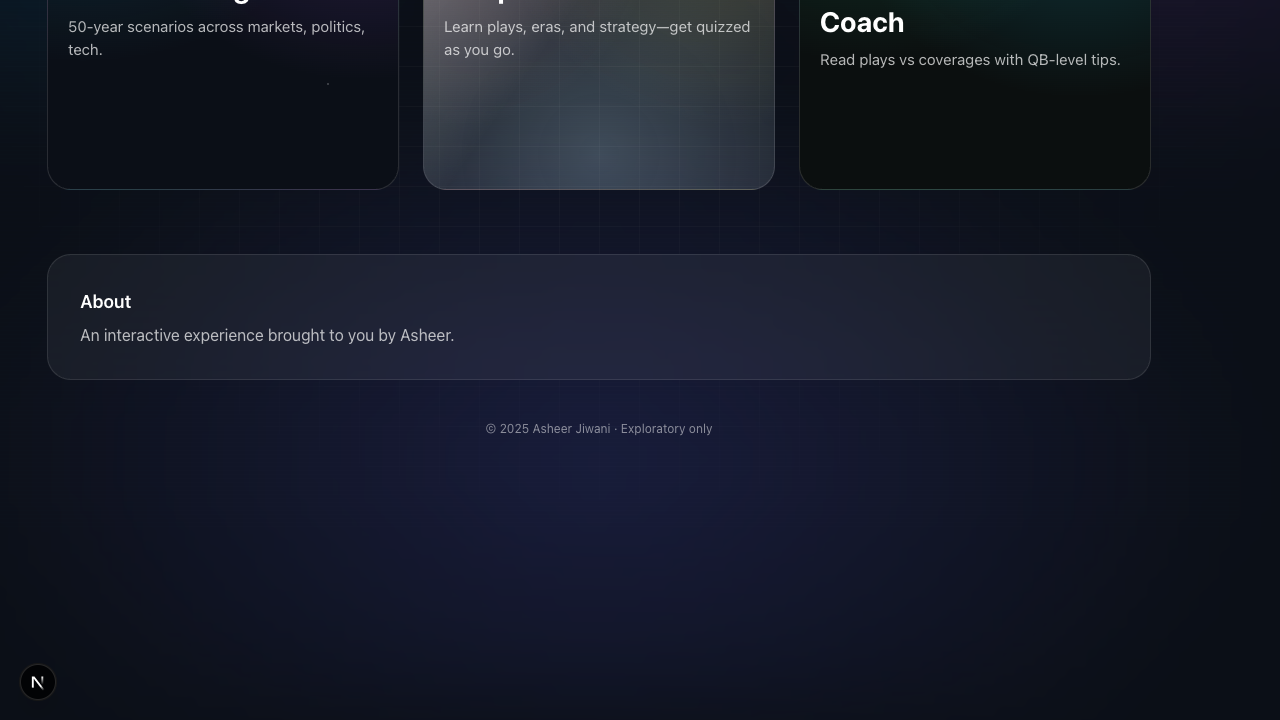 50-year scenarios across markets, politics,
tech.
Learn plays, eras, and strategy—get quizzed
as you go.
Coach
Read plays vs coverages with QB-level tips.
About
An interactive experience brought to you by Asheer.
© 2025 Asheer Jiwani · Exploratory only
N